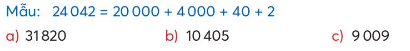 Mẫu: 24 042 = 20 000 + 4 000 + 40 + 2
a) 31 820 b) 10 405 c) 9 009